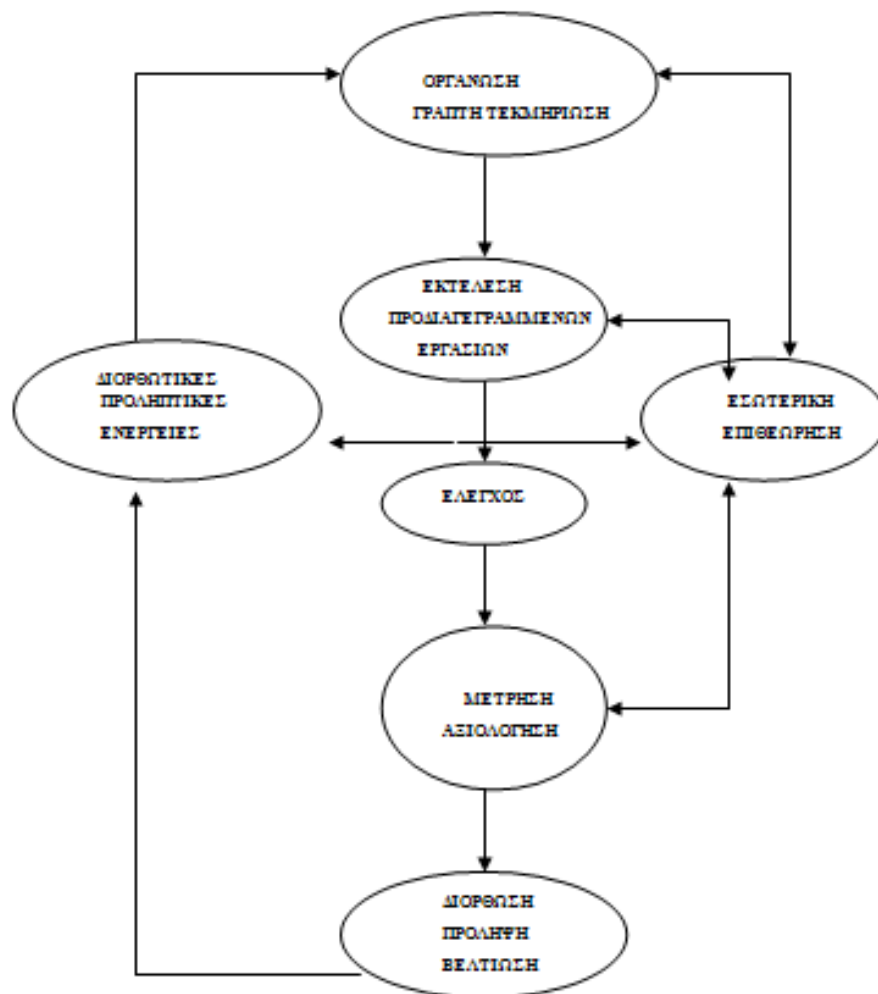 ΟΡΓΑΝΩΣΗ
ΓΡΑΠΤΗ ΤΕΚΜΗΡΙΩΣΗ
ΕΚΤΕΛΕΣΗ
ΠΡΟΔΙΑΓΕΓΡΑΜΜΕΝΩΝ
ΕΡΓΑΣΙΩΝ
ΔΙΟΡΘΩΤΙΚΕΣ
ΠΡΟΛΗΠΤΙΚΕΣ
ΕΝΕΡΓΕΙΕΣ
ΕΣΩΤΕΡΙΚΗ
ΕΠΙΘΕΩΡΗΣΗ
ΕΛΕΓΧΟΣ
ΜΕΤΡΗΣΗ
ΑΞΙΟΛΟΓΗΣΗ
ΔΙΟΡΘΩΣΗ
ΠΡΟΛΗΨΗ
ΒΕΛΤΙΩΣΗ